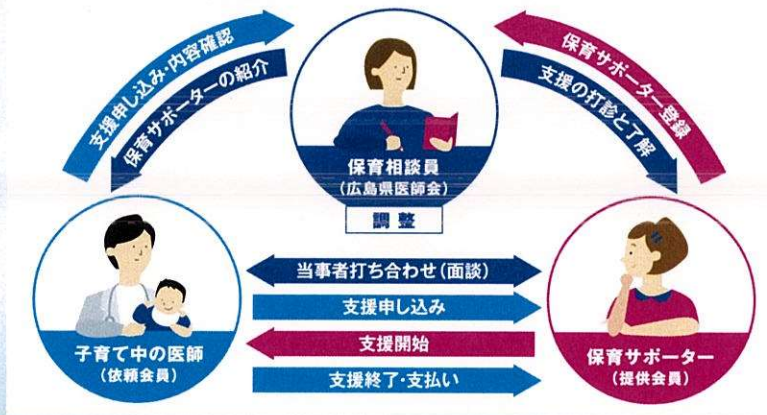 支援申し込み・内容確認
保育サポーターの紹介
保育サポーター登録
支援の打診と了解
保育相談員
(広島県医師会)
調整
子育て中の医師
(依頼会員)
当事者打ち合わせ(面談)
支援申し込み
支援開始
支援終了・支払い
保育サポーター
(提供会員)